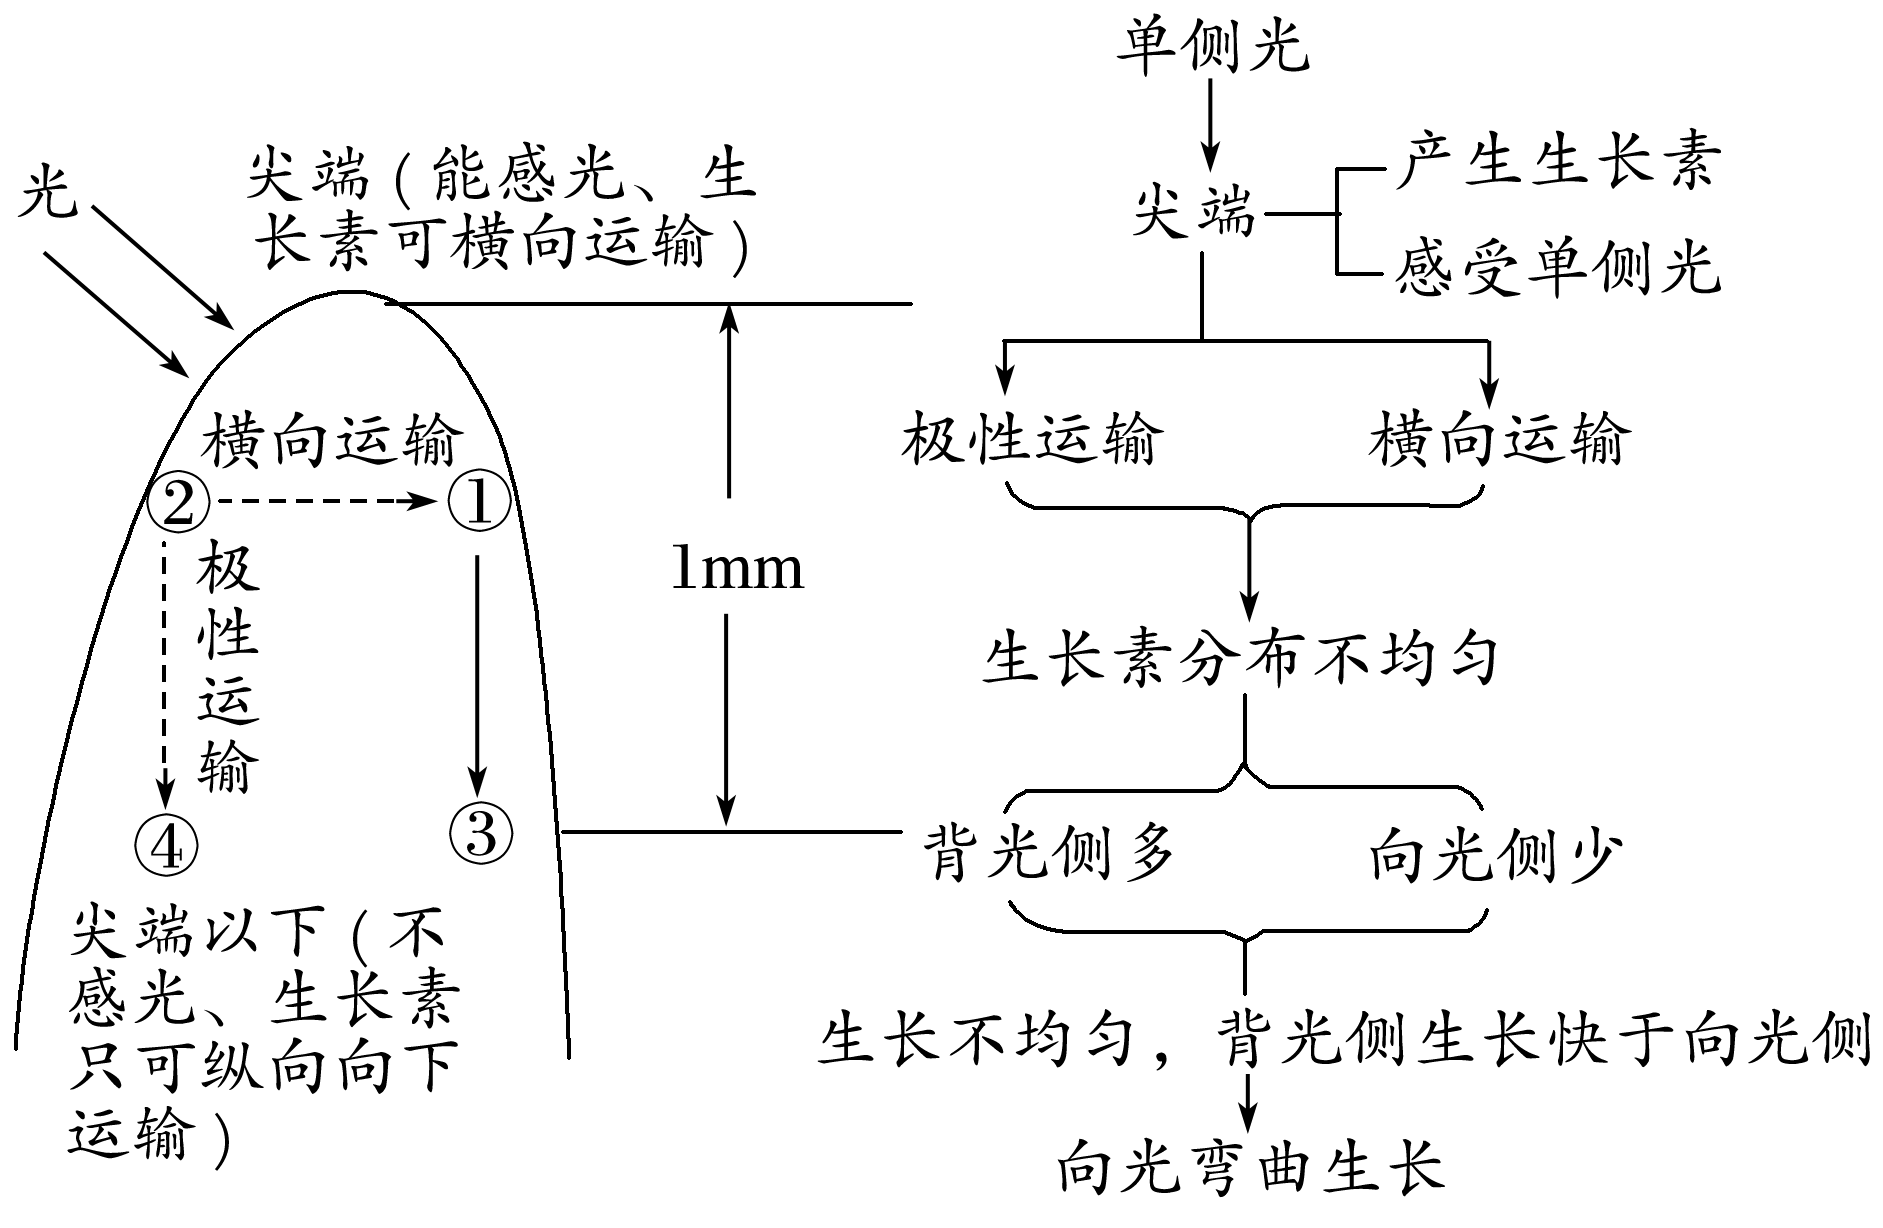 光
尖端(能感光、生
长素可横向运输)
横向运输
②
①
极
性
运
输
④
③
1mm
尖端以下(不
感光、生长素
只可纵向向下
运输)
单侧光
尖端
产生生长素
感受单侧光
极性运输
横向运输
生长素分布不均匀
背光侧多
向光侧少
生长不均匀，背光侧生长快于向光侧
向光弯曲生长